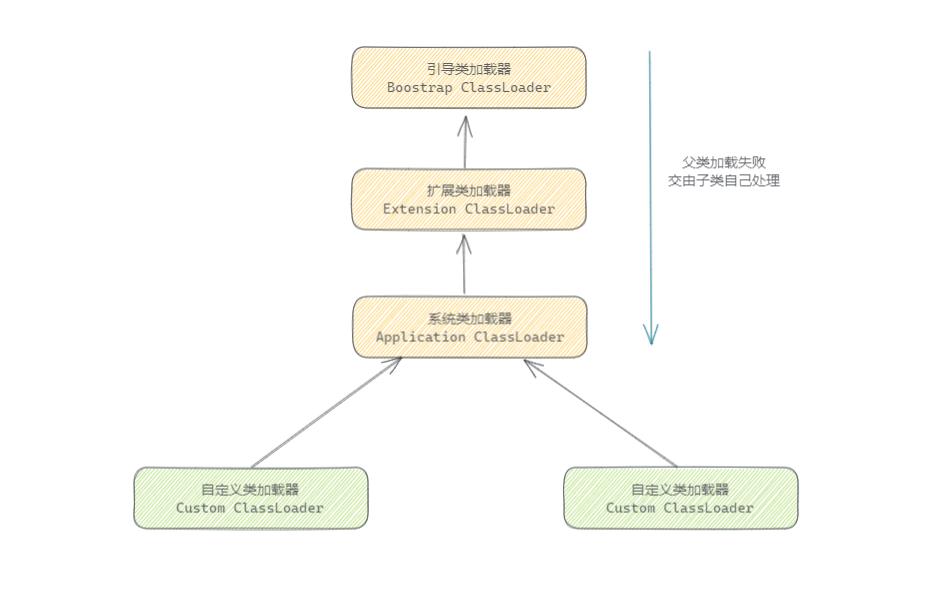 引导类加载器
Boostrap ClassLoader
父类加载失败
交由子类自己处理
扩展类加载器
Extension ClassLoader
系统类加载器
Application ClassLoader
自定义类加载器
Custom ClassLoader
自定义类加载器
Custom ClassLoader